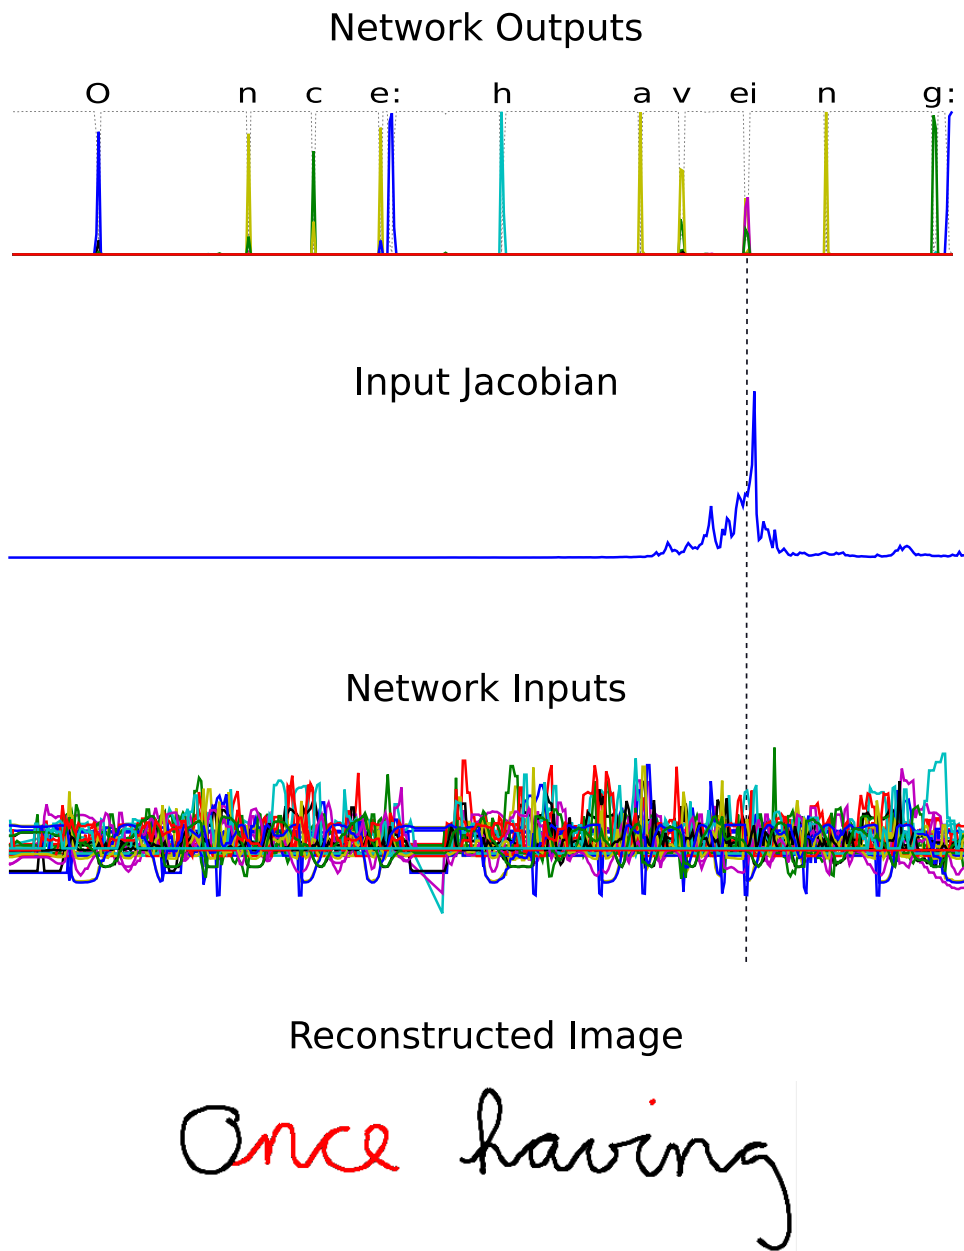 Network Outputs
O n c e: h a v ei n g:
Input Jacobian
Network Inputs
Reconstructed Image
Once having